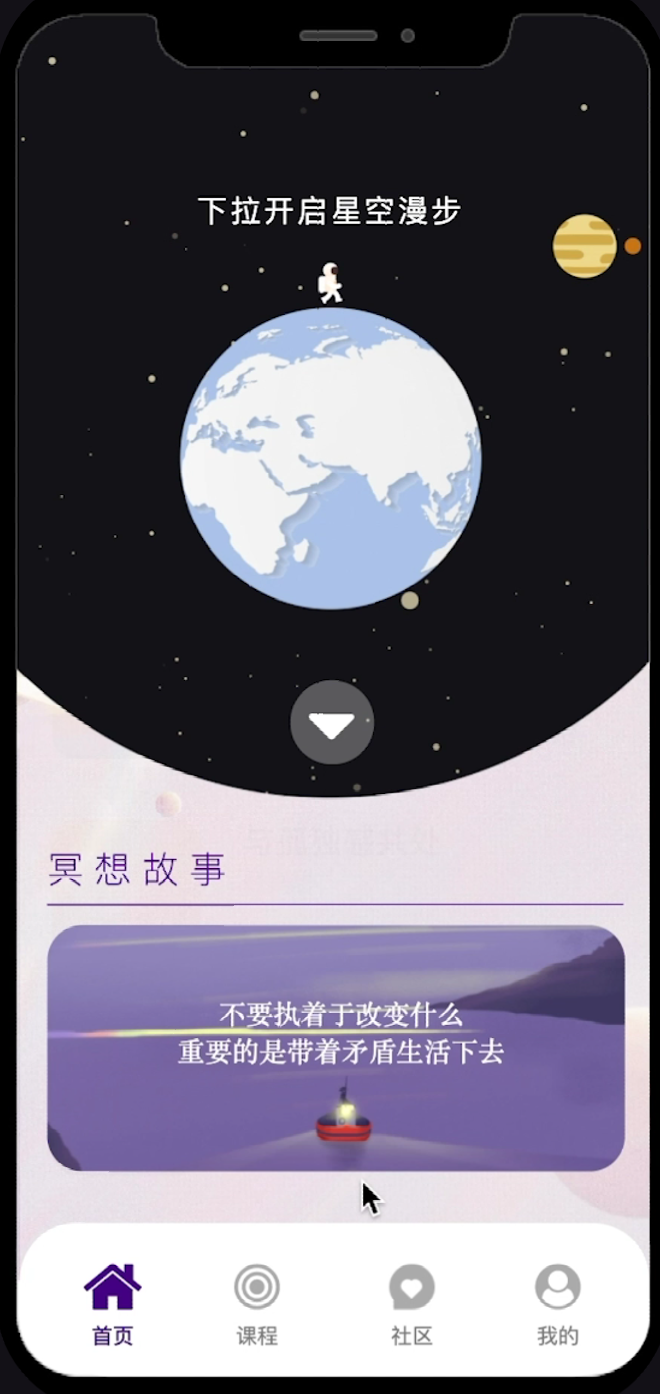 下拉开启星空漫步
冥想故事
不要执着于改变什么
重要的是带着矛盾生活下去
首页
课程
社区
我的